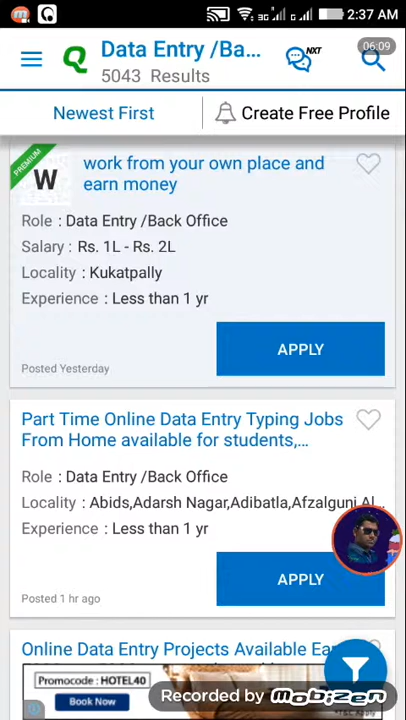 3G
2:37 AM
Data Entry /Ba...
5043 Results
NXT
06:09
Newest First
Create Free Profile
PREMIUM
W
work from your own place and
earn money
Role : Data Entry /Back Office
Salary : Rs. 1L - Rs. 2L
Locality : Kukatpally
Experience : Less than 1 yr
APPLY
Posted Yesterday
Part Time Online Data Entry Typing Jobs
From Home available for students,...
Role : Data Entry /Back Office
Locality : Abids,Adarsh Nagar,Adibatla,Afzalgunj,Al...
Experience : Less than 1 yr
APPLY
Posted 1 hr ago
Online Data Entry Projects Available
Promocode : HOTEL40
Book Now
*T&C Apply
Recorded by Mobizen